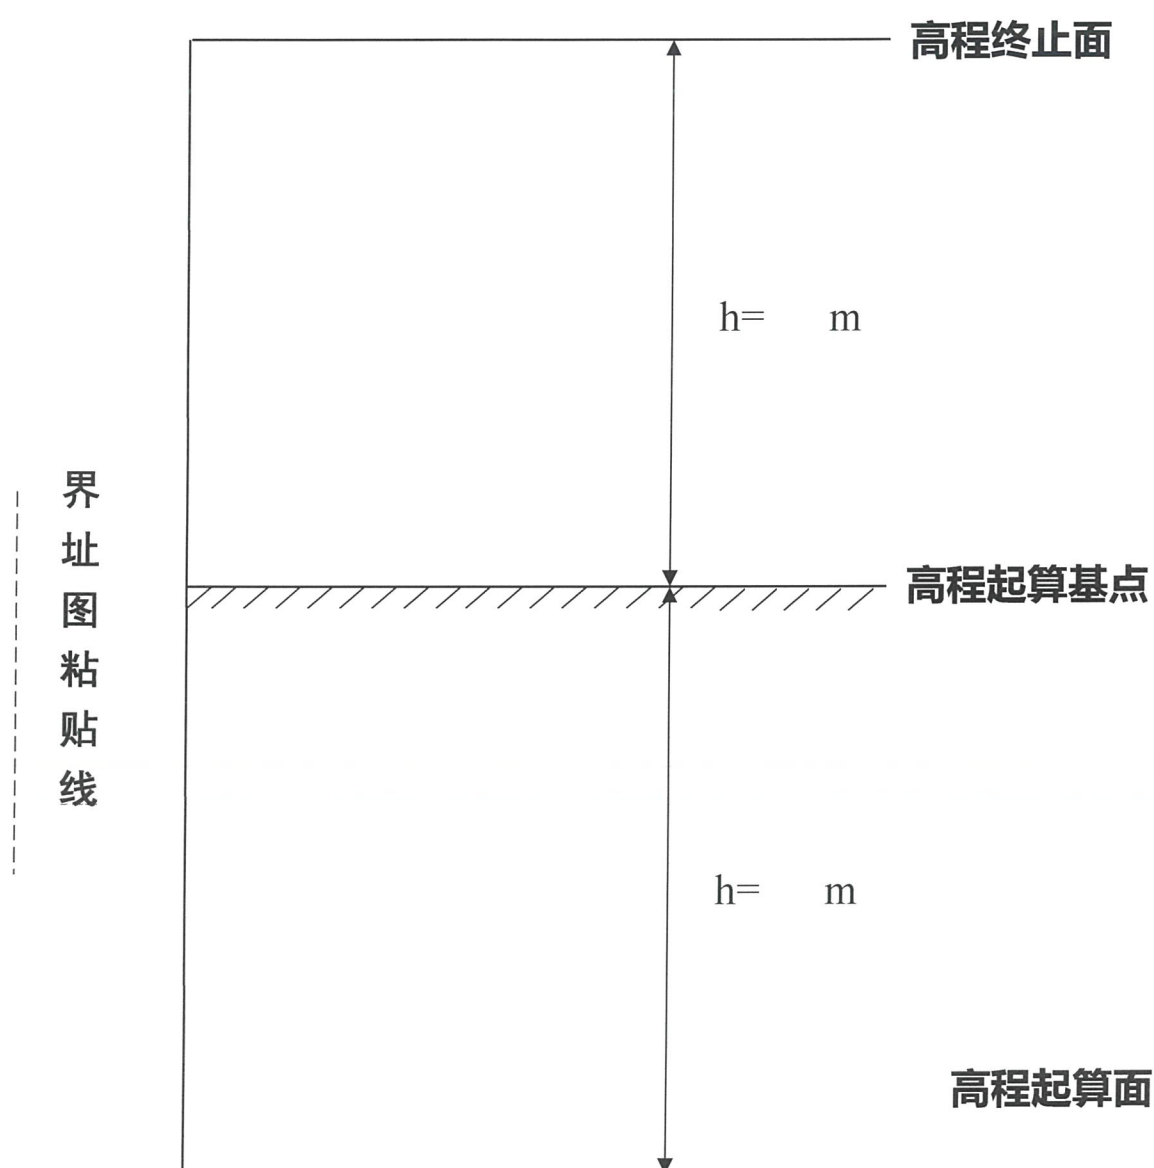 高程终止面
h= m
界址图粘贴线
高程起算基点
h= m
高程起算面